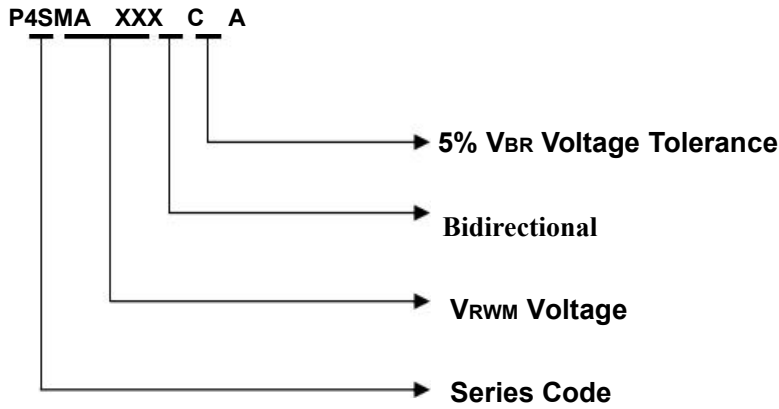 P4SMA XXX C A
5% VBR Voltage Tolerance
Bidirectional
VRWM Voltage
Series Code